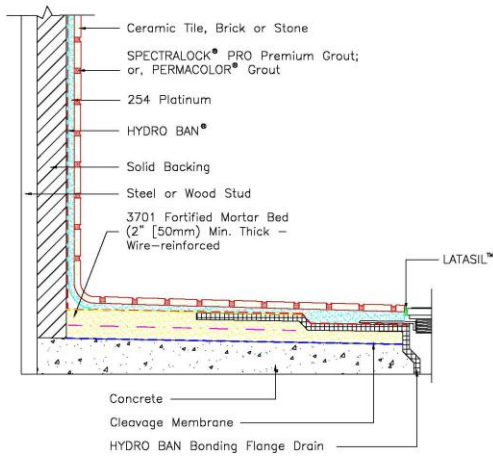 Ceramic Tile, Brick or Stone
SPECTRALOCK® PRO Premium Grout;
or, PERMACOLOR® Grout
254 Platinum
HYDRO BAN®
Solid Backing
Steel or Wood Stud
3701 Fortified Mortar Bed
(2" [50mm) Min. Thick –
Wire–reinforced
LATASIL™
Concrete
Cleavage Membrane
HYDRO BAN Bonding Flange Drain